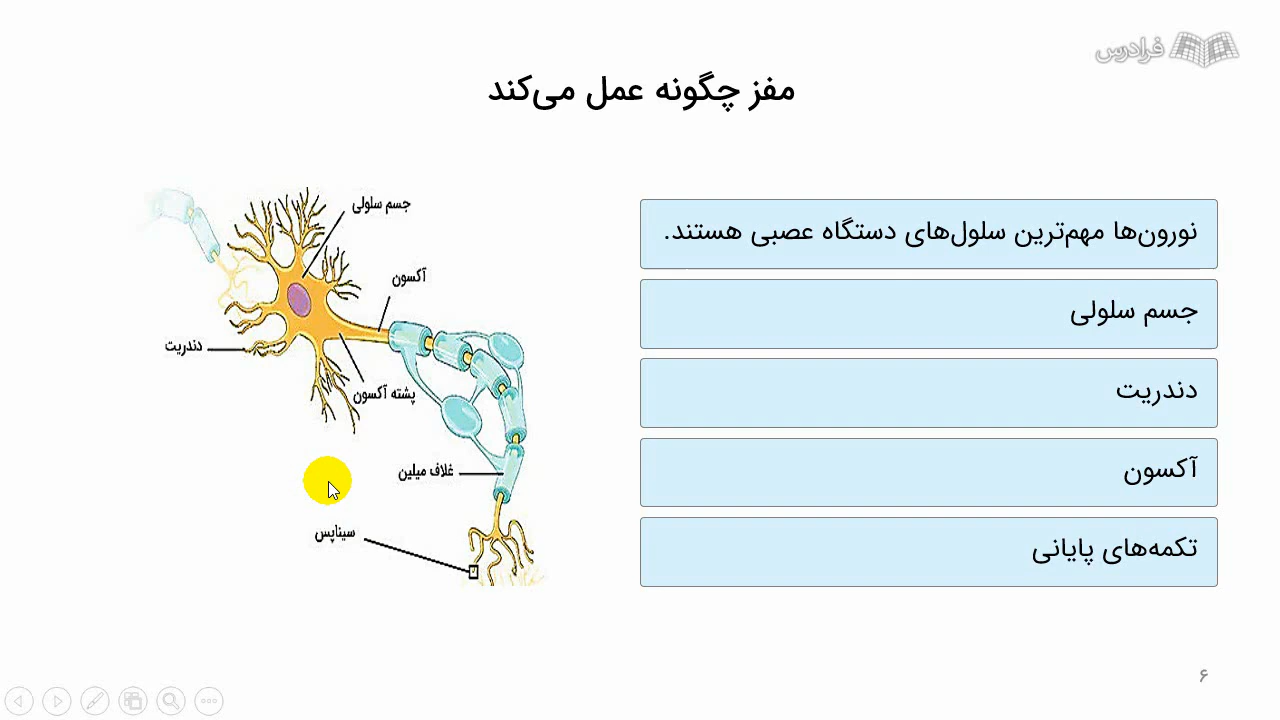 فرادرس
مفز چگونه عمل می‌کند
نورون‌ها مهم‌ترین سلول‌های دستگاه عصبی هستند.
جسم سلولی
دندریت
آکسون
تکمه‌های پایانی
جسم سلولی
آکسون
دندریت
پشته آکسون
غلاف میلین
سیناپس
۶